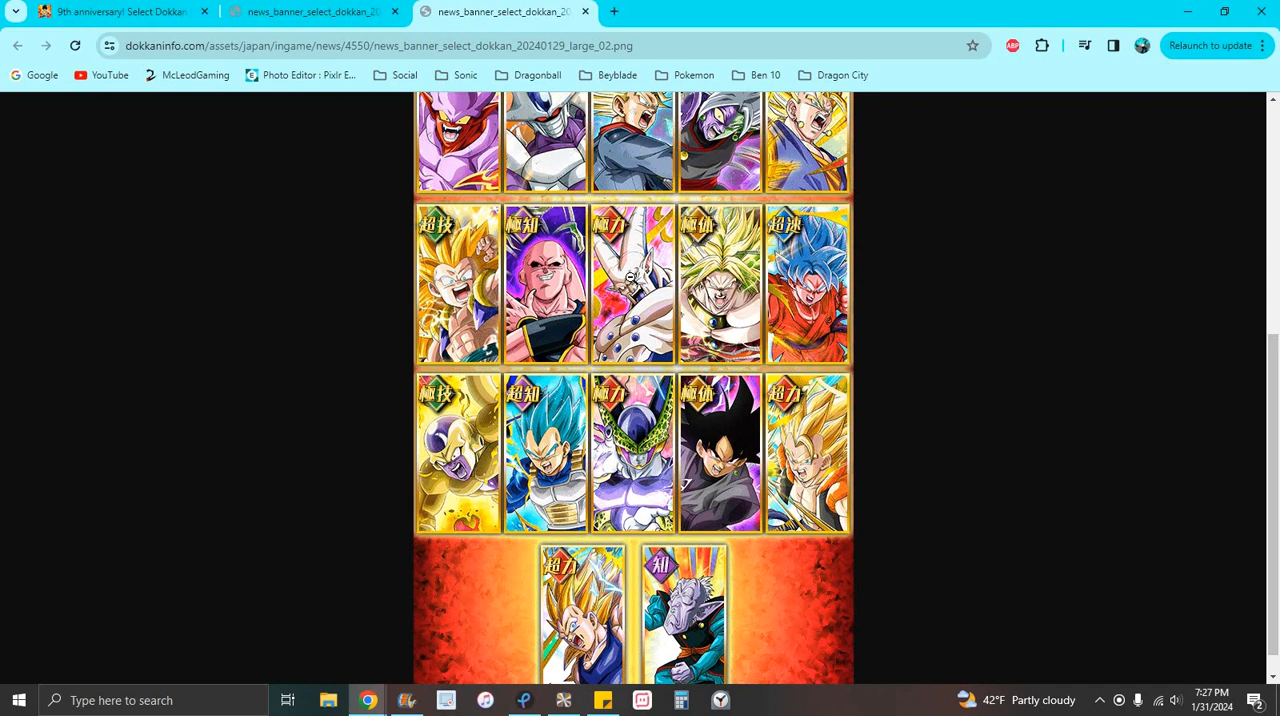 9th anniversary! Select Dokkan
news_banner_select_dokkan_20
news_banner_select_dokkan_20
dokkaninfo.com/assets/japan/ingame/news/4550/news_banner_select_dokkan_20240129_large_02.png
ABP
Relaunch to update
Google
YouTube
McLeodGaming
Photo Editor : Pixlr E...
Social
Sonic
Dragonball
Beyblade
Pokemon
Ben 10
Dragon City
超技
極知
極力
極体
超速
極技
超知
極力
極体
超力
超力
知
Type here to search
42°F Partly cloudy
7:27 PM
1/31/2024
2